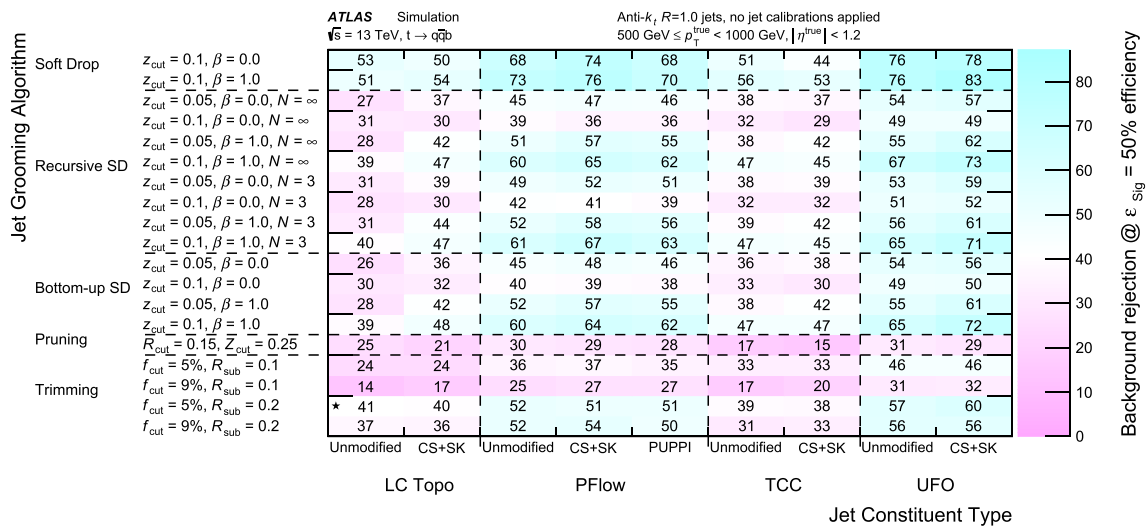 ATLAS Simulation Anti-kt R=1.0 jets, no jet calibrations applied
√s = 13 TeV, t → qq̄b 500 GeV ≤ p_T^true < 1000 GeV, |η^true| < 1.2
Jet Grooming Algorithm
Soft Drop z_cut = 0.1, β = 0.0 53 50 68 74 68 51 44 76 78
z_cut = 0.1, β = 1.0 51 54 73 76 70 56 53 76 83
z_cut = 0.05, β = 0.0, N = ∞ 27 37 45 47 46 38 37 54 57
z_cut = 0.1, β = 0.0, N = ∞ 31 30 39 36 36 32 29 49 49
z_cut = 0.05, β = 1.0, N = ∞ 28 42 51 57 55 38 42 55 62
Recursive SD z_cut = 0.1, β = 1.0, N = ∞ 39 47 60 65 62 47 45 67 73
z_cut = 0.05, β = 0.0, N = 3 31 39 49 52 51 38 39 53 59
z_cut = 0.1, β = 0.0, N = 3 28 30 42 41 39 32 32 51 52
z_cut = 0.05, β = 1.0, N = 3 31 44 52 58 56 39 42 56 61
z_cut = 0.1, β = 1.0, N = 3 40 47 61 67 63 47 45 65 71
z_cut = 0.05, β = 0.0 26 36 45 48 46 36 38 54 56
Bottom-up SD z_cut = 0.1, β = 0.0 30 32 40 39 38 33 30 49 50
z_cut = 0.05, β = 1.0 28 42 52 57 55 38 42 55 61
z_cut = 0.1, β = 1.0 39 48 60 64 62 47 47 65 72
Pruning R_cut = 0.15, Z_cut = 0.25 25 21 30 29 28 17 15 31 29
f_cut = 5%, R_sub = 0.1 24 24 36 37 35 33 33 46 46
Trimming f_cut = 9%, R_sub = 0.1 14 17 25 27 27 17 20 31 32
f_cut = 5%, R_sub = 0.2 ★ 41 40 52 51 51 39 38 57 60
f_cut = 9%, R_sub = 0.2 37 36 52 54 50 31 33 56 56
Unmodified CS+SK Unmodified CS+SK PUPPI Unmodified CS+SK Unmodified CS+SK
LC Topo PFlow TCC UFO
Jet Constituent Type
80
70
60
50
40
30
20
10
0
Background rejection @ ε_Sig = 50% efficiency